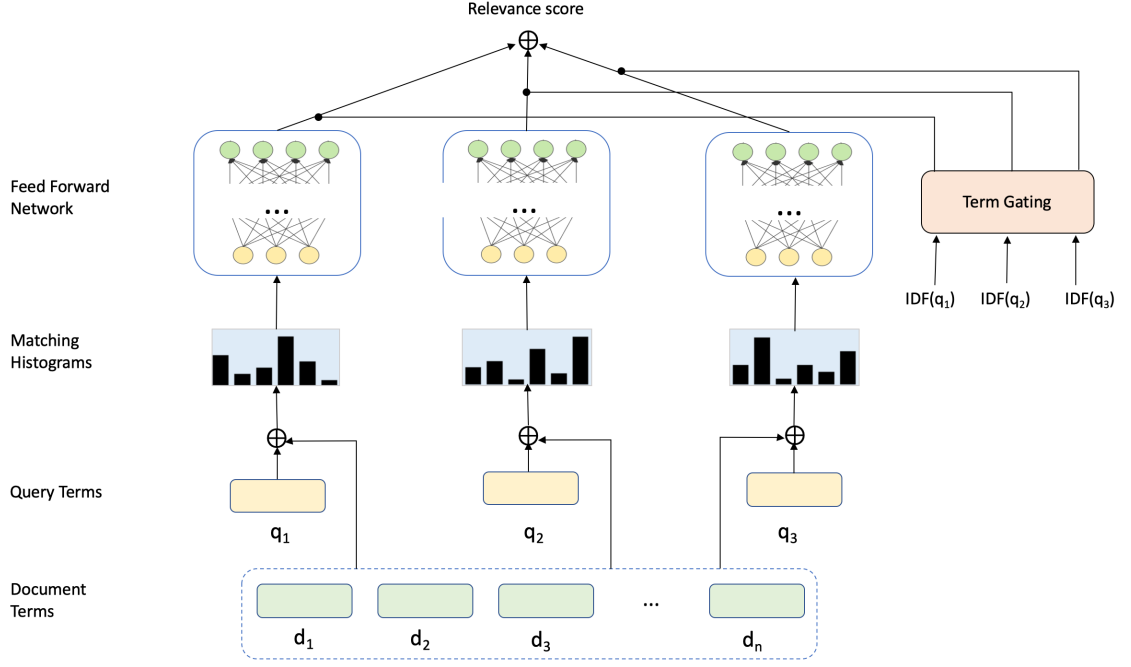 Relevance score
Feed Forward
Network
...
...
...
Term Gating
IDF(q₁)
IDF(q₂)
IDF(q₃)
Matching
Histograms
Query Terms
q₁
q₂
q₃
Document
Terms
...
d₁
d₂
d₃
dₙ